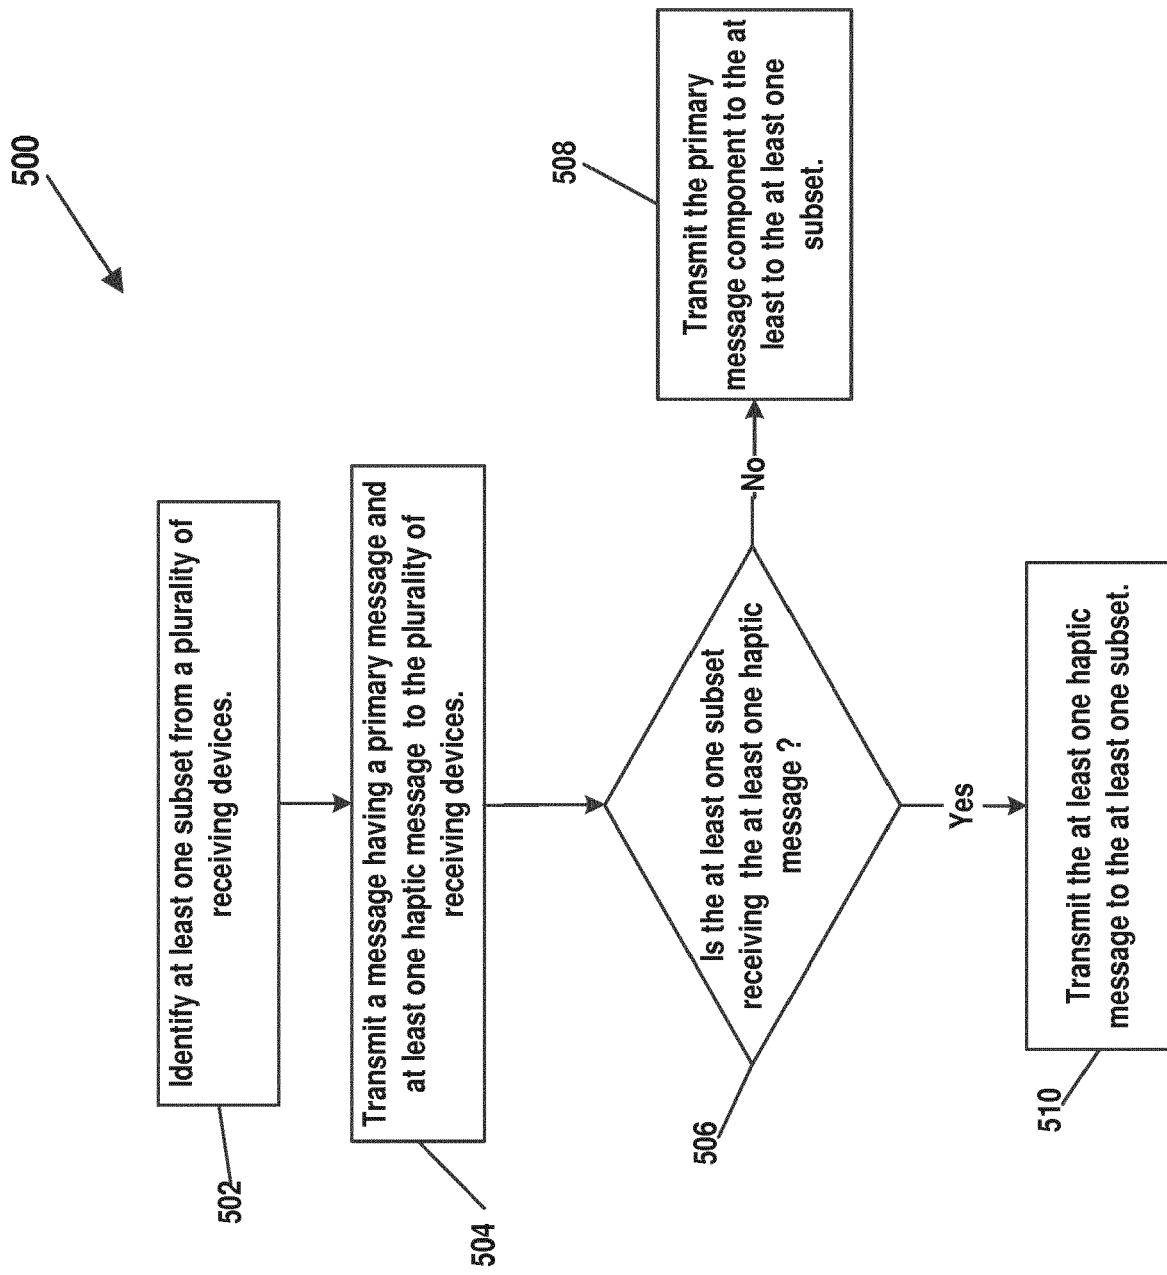 500
Identify at least one subset from a plurality of
receiving devices.
502
Transmit a message having a primary message and
at least one haptic message to the plurality of
receiving devices.
504
Is the at least one subset
receiving the at least one haptic
message ?
506
No
Transmit the primary
message component to the at
least to the at least one
subset.
508
Yes
Transmit the at least one haptic
message to the at least one subset.
510